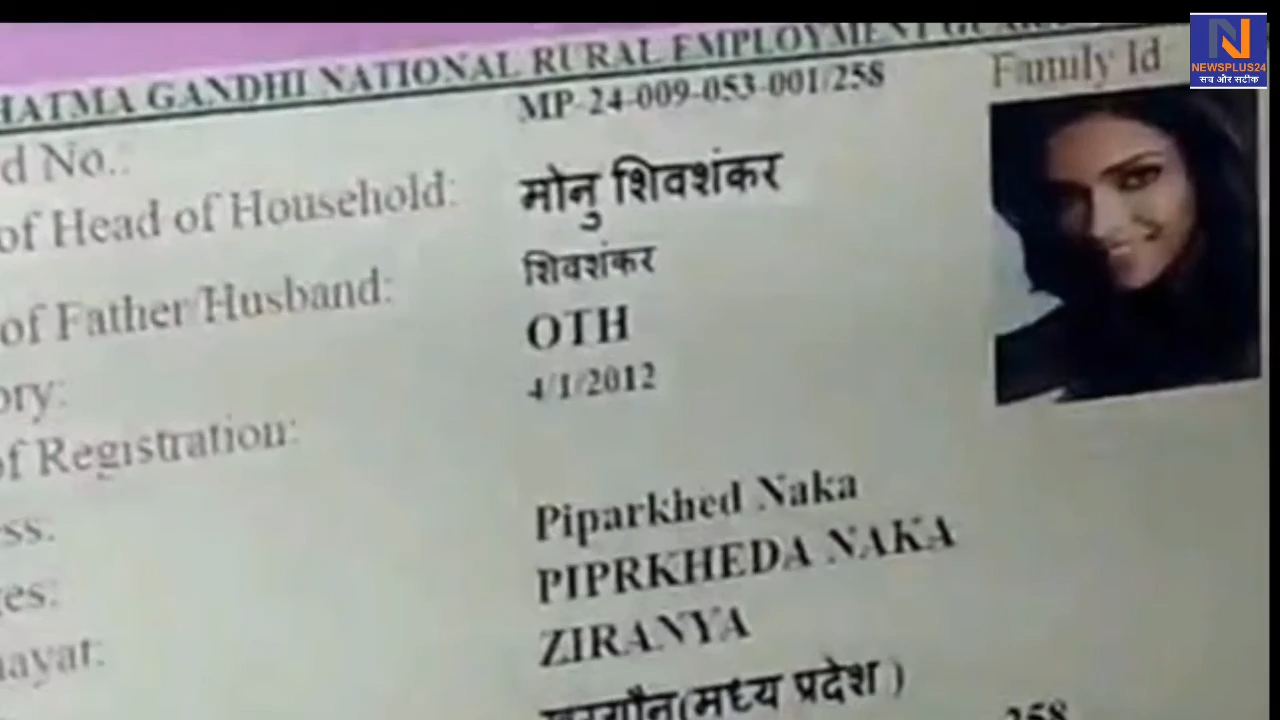 HATMA GANDHI NATIONAL RURAL EMPLOYMENT
NEWSPLUS24
सच और सटीक
d No.: MP-24-009-053-001/258 Family Id
of Head of Household: मोनु शिवशंकर
of Father/Husband: शिवशंकर
ory: OTH
of Registration: 4/1/2012
ss: Piparkhed Naka
es: PIPRKHEDA NAKA
ayat: ZIRANYA
(मध्य प्रदेश )
258